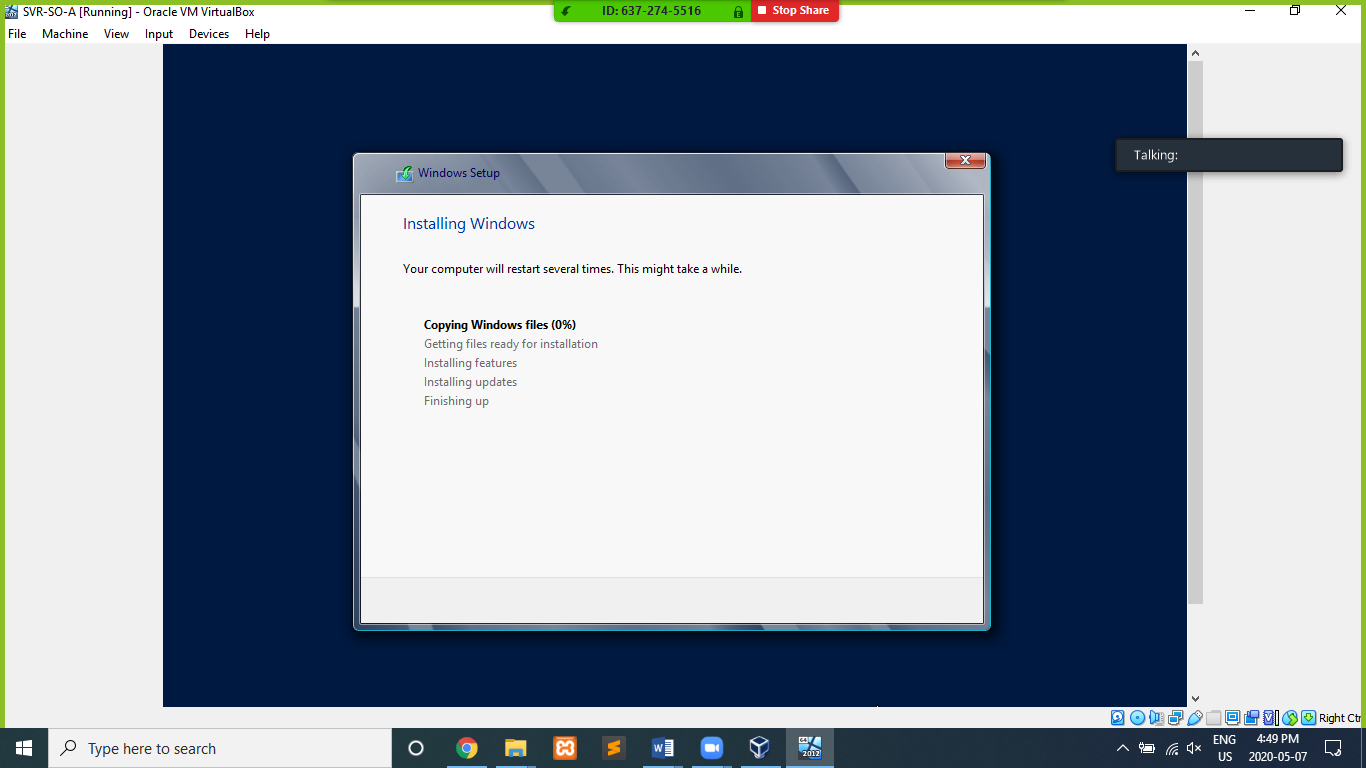 SVR-SO-A [Running] - Oracle VM VirtualBox
ID: 637-274-5516
Stop Share
File Machine View Input Devices Help
Talking:
Windows Setup
Installing Windows
Your computer will restart several times. This might take a while.
Copying Windows files (0%)
Getting files ready for installation
Installing features
Installing updates
Finishing up
Right Ctr
Type here to search
64
2012
ENG
US
4:49 PM
2020-05-07